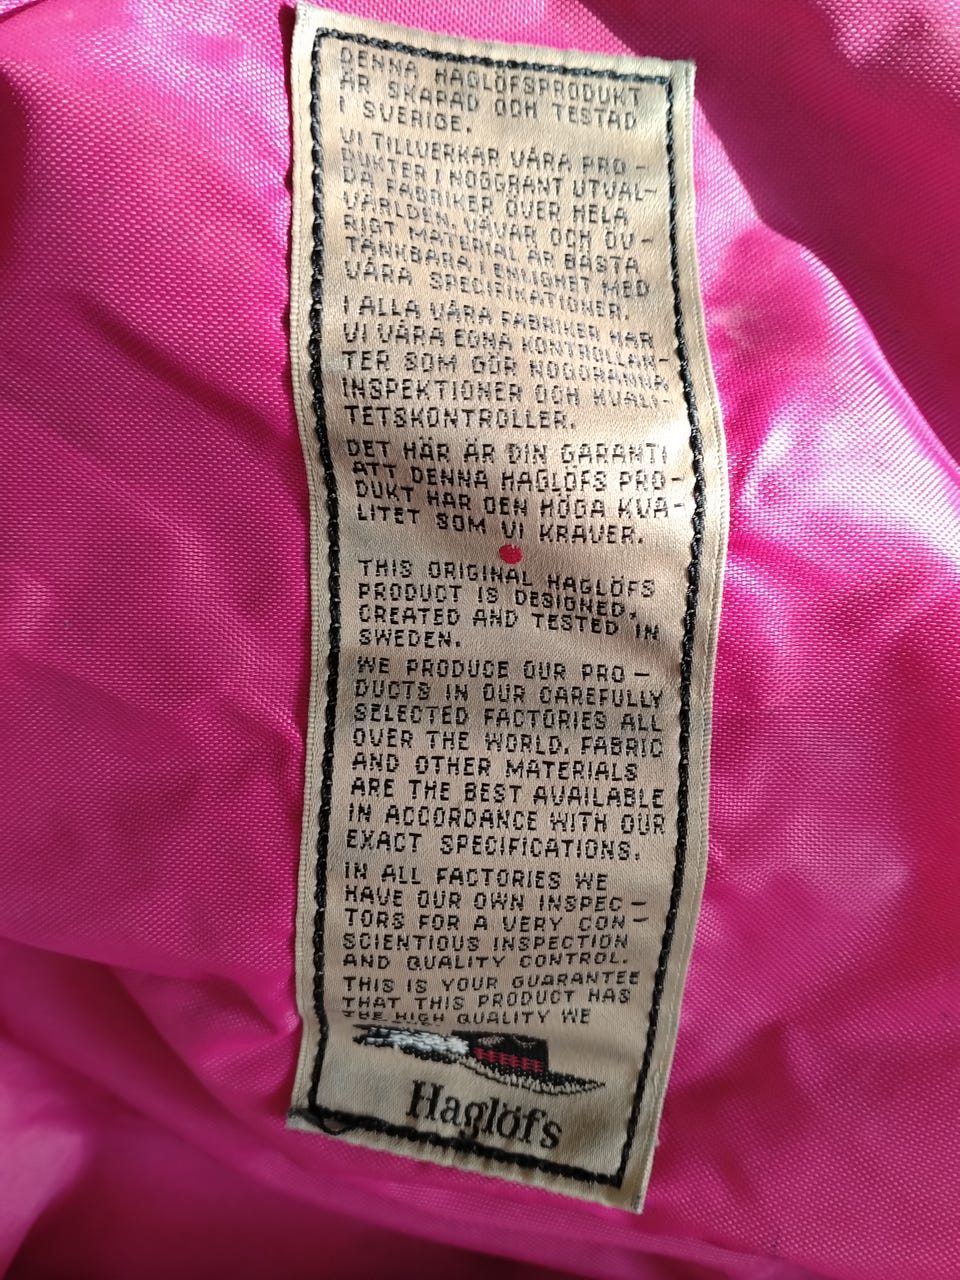 DENNA HAGLÖFSPRODUKT
ÄR SKAPAD OCH TESTAD
I SVERIGE.
VI TILLVERKAR VÅRA PRO-
DUKTER I NOGGRANT UTVAL-
DA FABRIKER ÖVER HELA
VÄRLDEN. VÄVAR OCH ÖV-
RIGT MATERIAL ÄR BÄSTA
TÄNKBARA I ENLIGHET MED
VÅRA SPECIFIKATIONER.
I ALLA VÅRA FABRIKER HAR
VI VÅRA EGNA KONTROLLAN-
TER SOM GÖR NOGGRANNA
INSPEKTIONER OCH KVALI-
TETSKONTROLLER.
DET HÄR ÄR DIN GARANTI
ATT DENNA HAGLÖFS PRO-
DUKT HAR DEN HÖGA KVA-
LITET SOM VI KRÄVER.
THIS ORIGINAL HAGLÖFS
PRODUCT IS DESIGNED,
CREATED AND TESTED IN
SWEDEN.
WE PRODUCE OUR PRO-
DUCTS IN OUR CAREFULLY
SELECTED FACTORIES ALL
OVER THE WORLD. FABRIC
AND OTHER MATERIALS
ARE THE BEST AVAILABLE
IN ACCORDANCE WITH OUR
EXACT SPECIFICATIONS.
IN ALL FACTORIES WE
HAVE OUR OWN INSPEC-
TORS FOR A VERY CON-
SCIENTIOUS INSPECTION
AND QUALITY CONTROL.
THIS IS YOUR GUARANTEE
THAT THIS PRODUCT HAS
THE HIGH QUALITY WE
Haglöfs